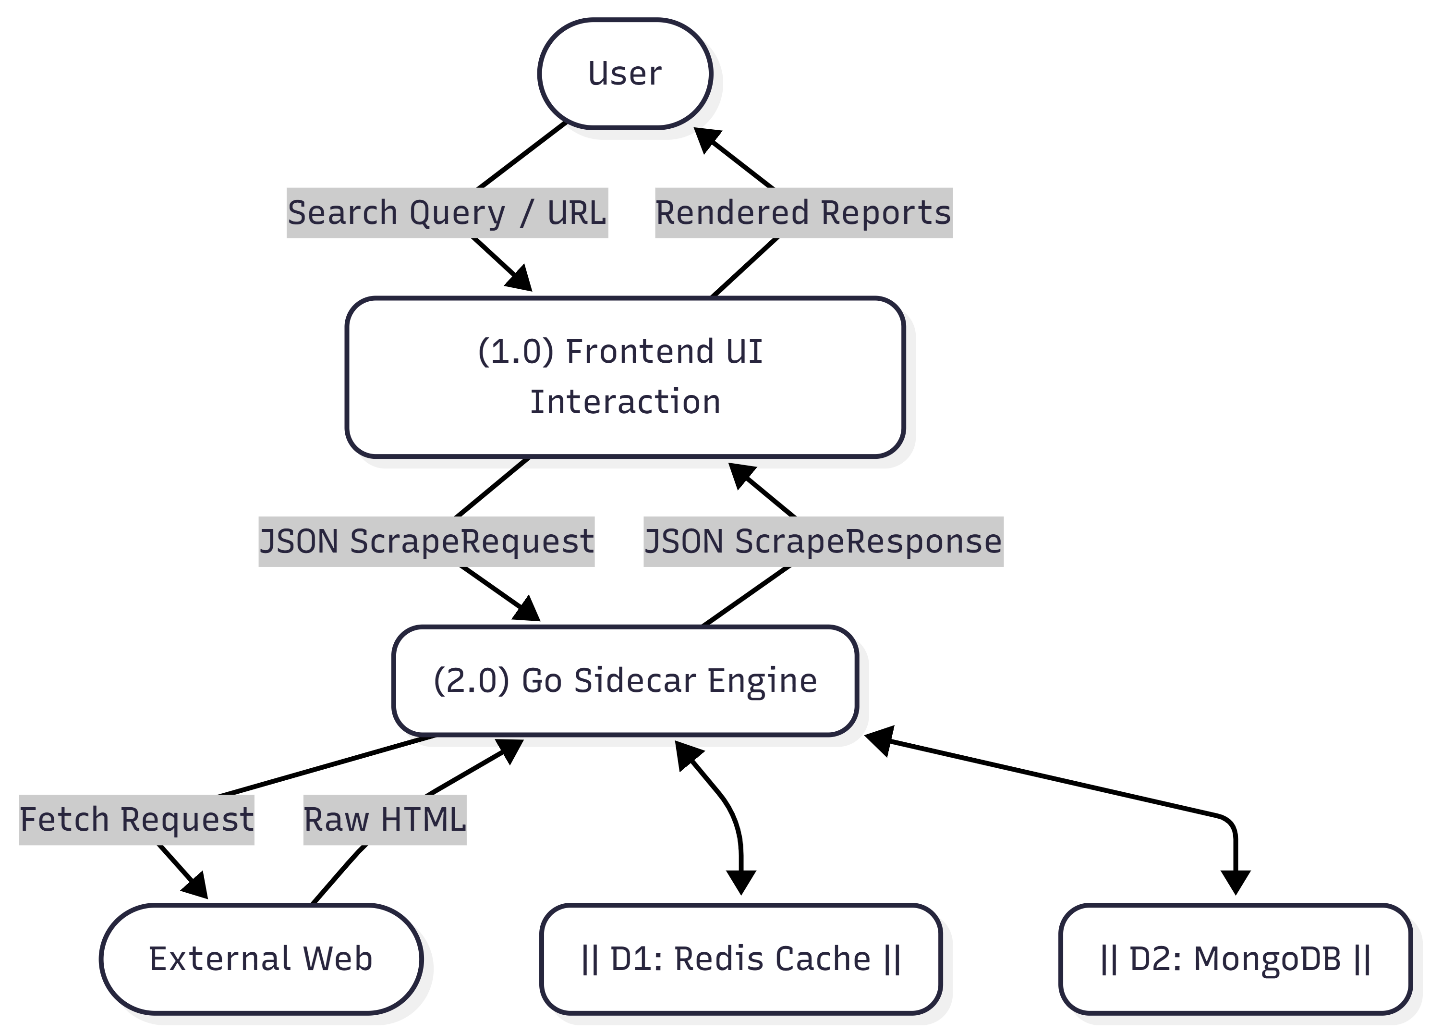 User
Search Query / URL
Rendered Reports
(1.0) Frontend UI
Interaction
JSON ScrapeRequest
JSON ScrapeResponse
(2.0) Go Sidecar Engine
Fetch Request
Raw HTML
External Web
|| D1: Redis Cache ||
|| D2: MongoDB ||